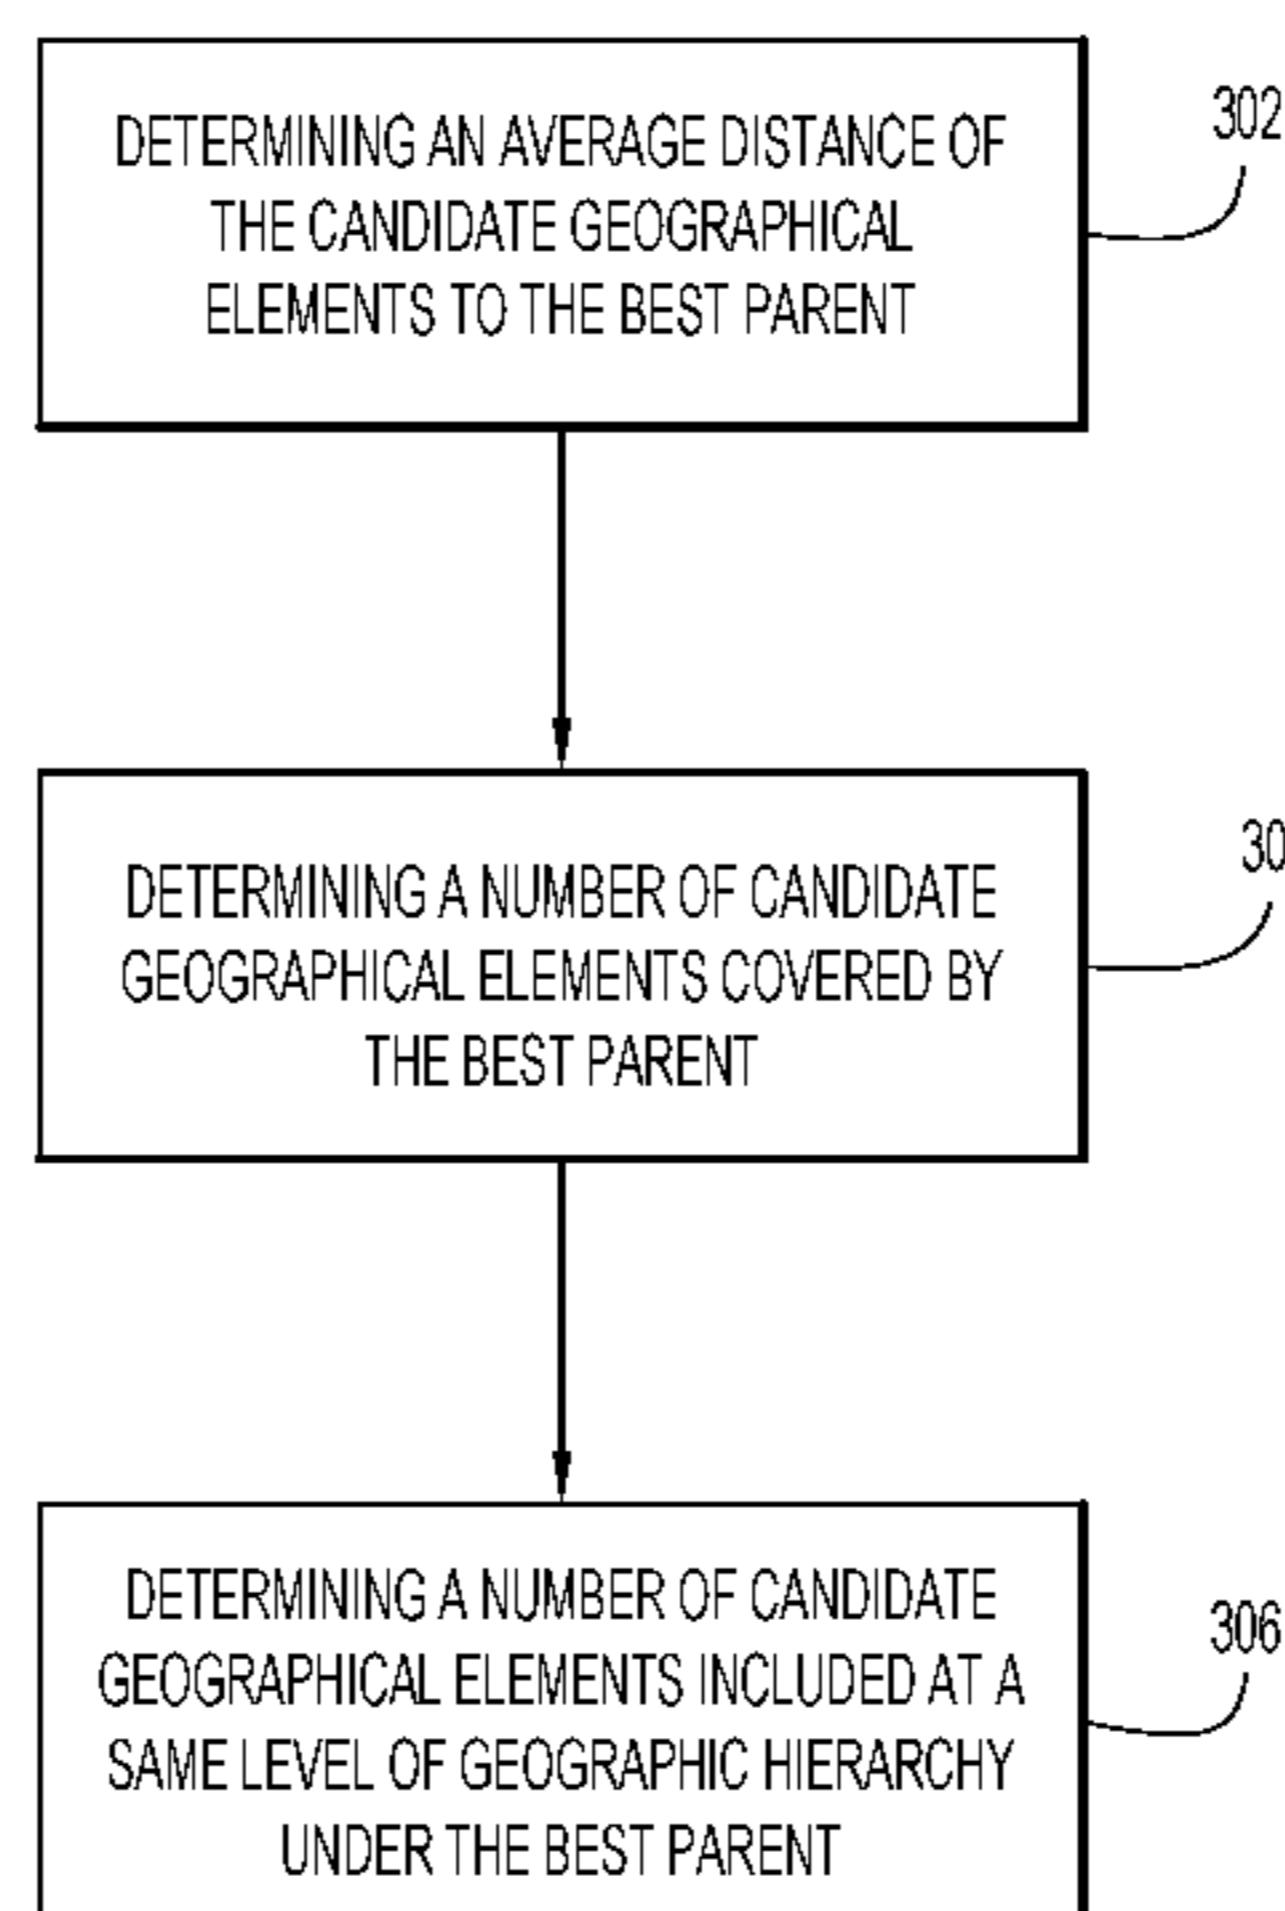 DETERMINING AN AVERAGE DISTANCE OF
THE CANDIDATE GEOGRAPHICAL
ELEMENTS TO THE BEST PARENT
302
DETERMINING A NUMBER OF CANDIDATE
GEOGRAPHICAL ELEMENTS COVERED BY
THE BEST PARENT
30
DETERMINING A NUMBER OF CANDIDATE
GEOGRAPHICAL ELEMENTS INCLUDED AT A
SAME LEVEL OF GEOGRAPHIC HIERARCHY
UNDER THE BEST PARENT
306